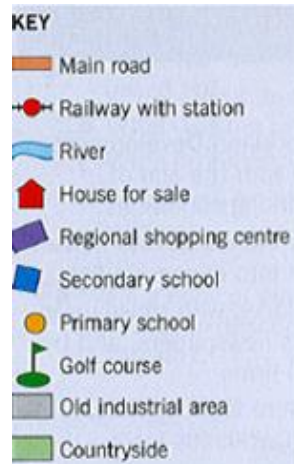 KEY
Main road
Railway with station
River
House for sale
Regional shopping centre
Secondary school
Primary school
Golf course
Old industrial area
Countryside